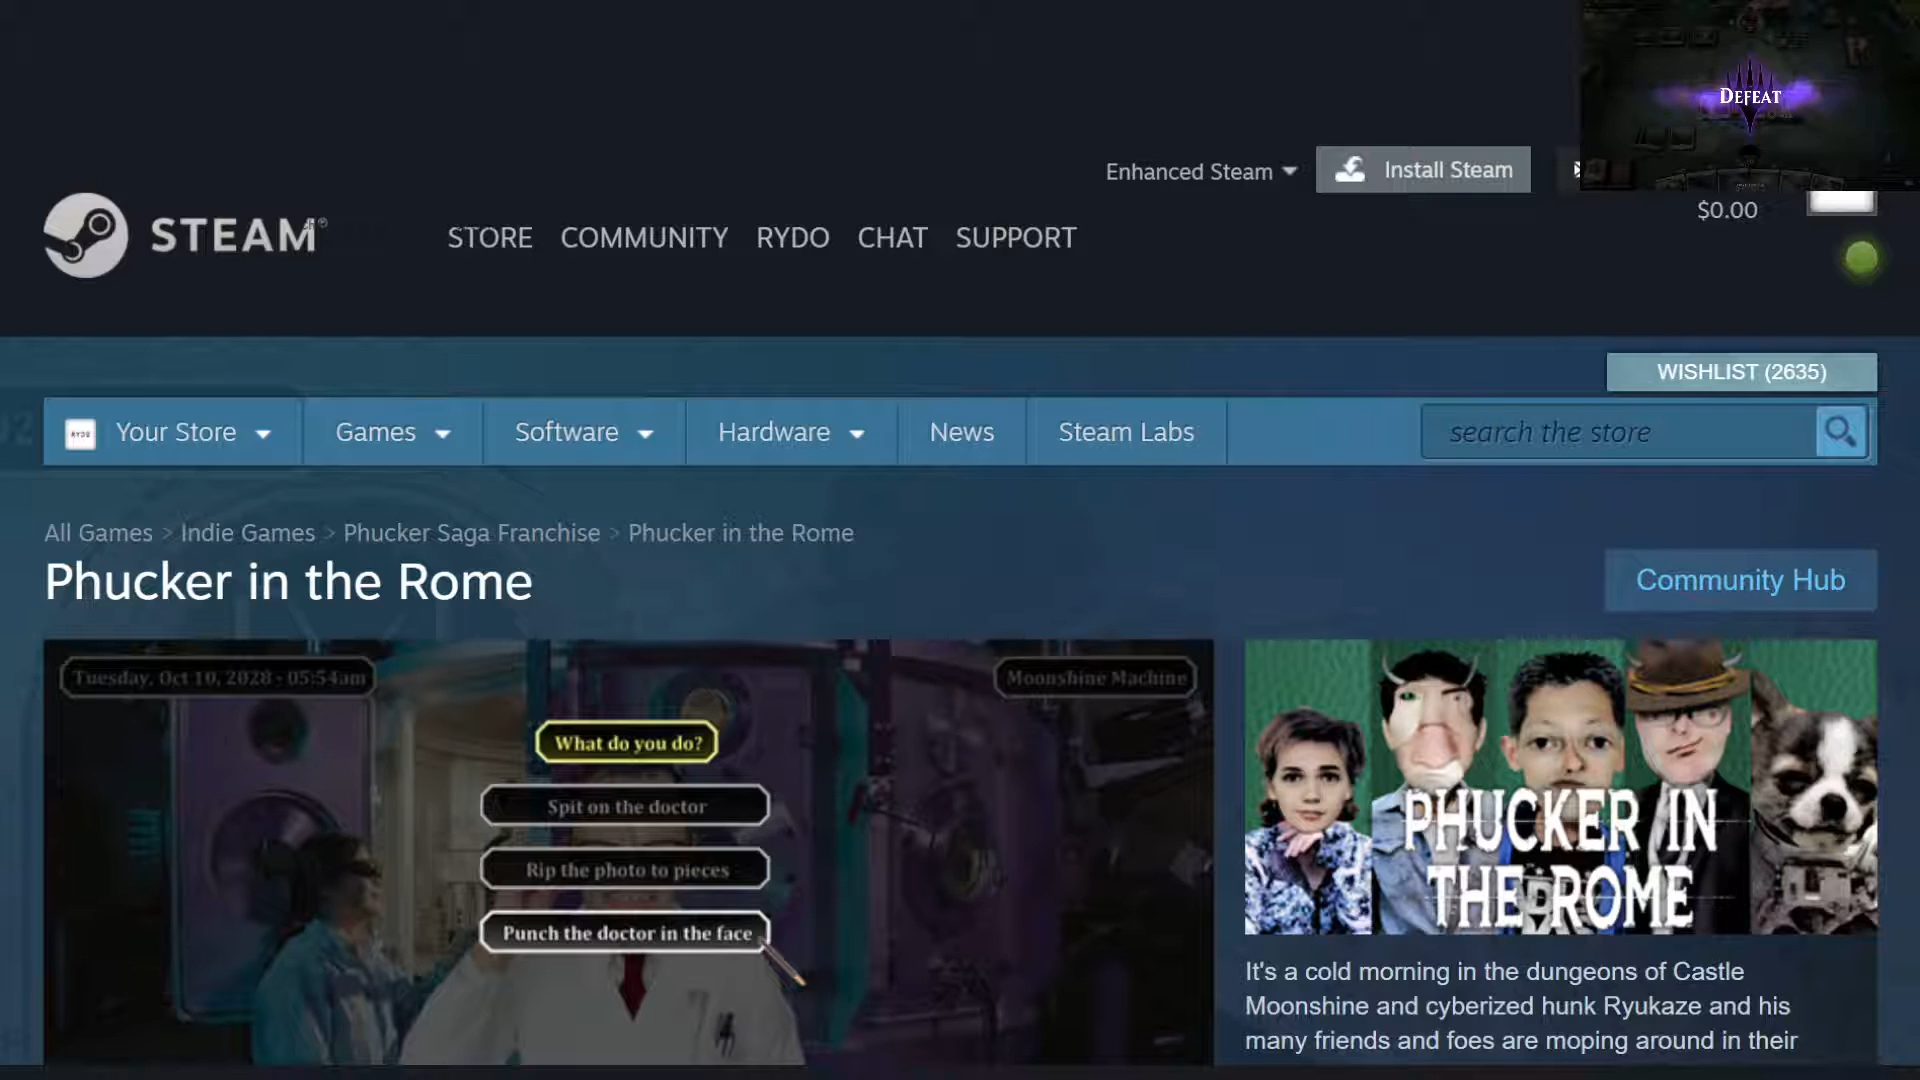 DEFEAT
Enhanced Steam
Install Steam
$0.00
STEAM
STORE COMMUNITY RYDO CHAT SUPPORT
WISHLIST (2635)
RYDO
Your Store
Games
Software
Hardware
News
Steam Labs
search the store
All Games > Indie Games > Phucker Saga Franchise > Phucker in the Rome
Phucker in the Rome
Community Hub
Tuesday, Oct 10, 2028 - 05:54am
Moonshine Machine
What do you do?
Spit on the doctor
Rip the photo to pieces
Punch the doctor in the face
PHUCKER IN
THE ROME
It's a cold morning in the dungeons of Castle
Moonshine and cyberized hunk Ryukaze and his
many friends and foes are moping around in their